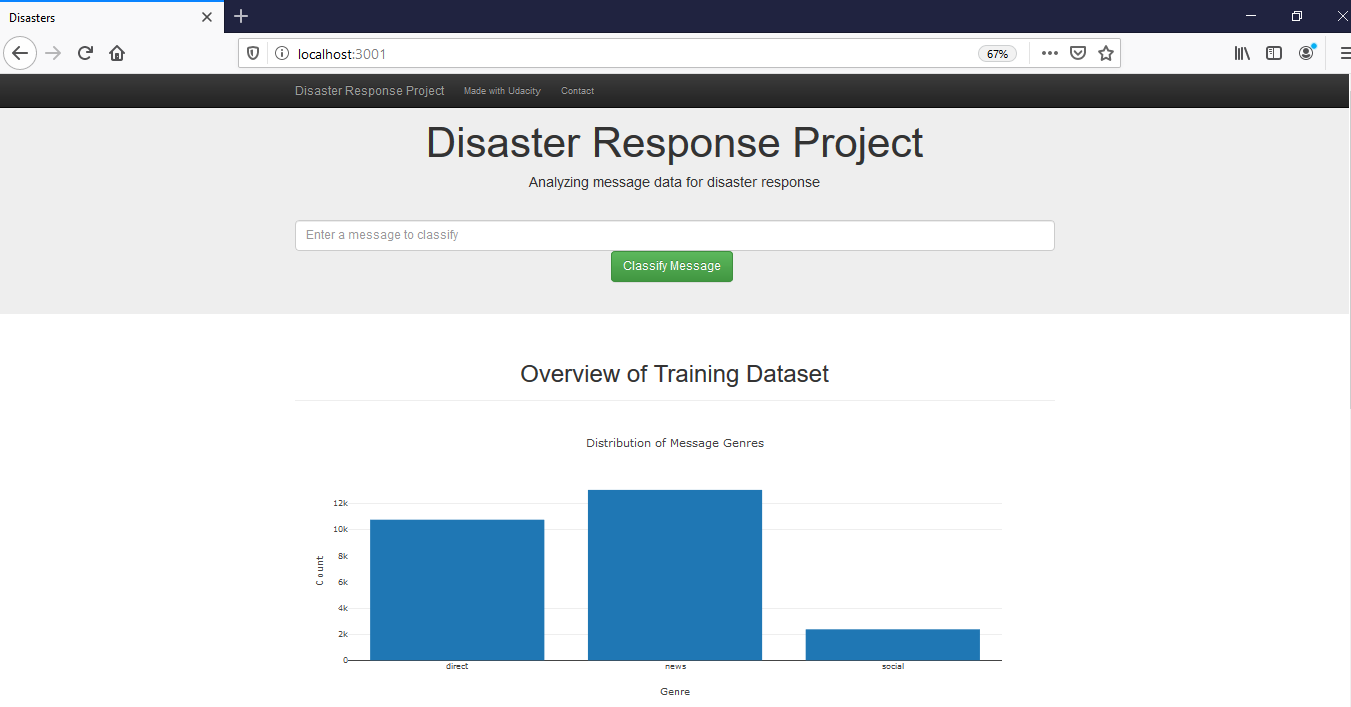 Disasters
localhost:3001
67%
Disaster Response Project Made with Udacity Contact
Disaster Response Project
Analyzing message data for disaster response
Enter a message to classify
Classify Message
Overview of Training Dataset
Distribution of Message Genres
12k
10k
8k
6k
4k
2k
0
Count
direct news social
Genre